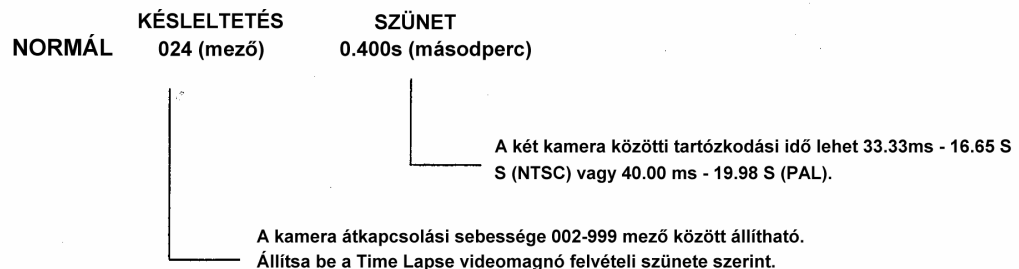 KÉSLELTETÉS SZÜNET
NORMÁL 024 (mező) 0.400s (másodperc)
A két kamera közötti tartózkodási idő lehet 33.33ms - 16.65 S
S (NTSC) vagy 40.00 ms - 19.98 S (PAL).
A kamera átkapcsolási sebessége 002-999 mező között állítható.
Állítsa be a Time Lapse videomagnó felvételi szünete szerint.